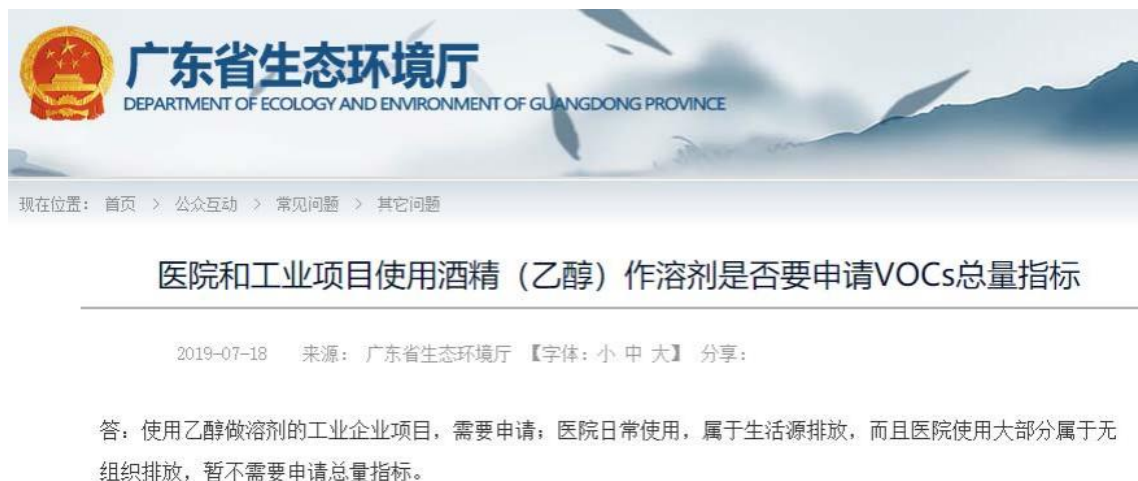 广东省生态环境厅
DEPARTMENT OF ECOLOGY AND ENVIRONMENT OF GUANGDONG PROVINCE
现在位置： 首页 > 公众互动 > 常见问题 > 其它问题
医院和工业项目使用酒精（乙醇）作溶剂是否要申请VOCs总量指标
2019-07-18 来源： 广东省生态环境厅 【字体：小 中 大】 分享：
答：使用乙醇做溶剂的工业企业项目，需要申请；医院日常使用，属于生活源排放，而且医院使用大部分属于无
组织排放，暂不需要申请总量指标。